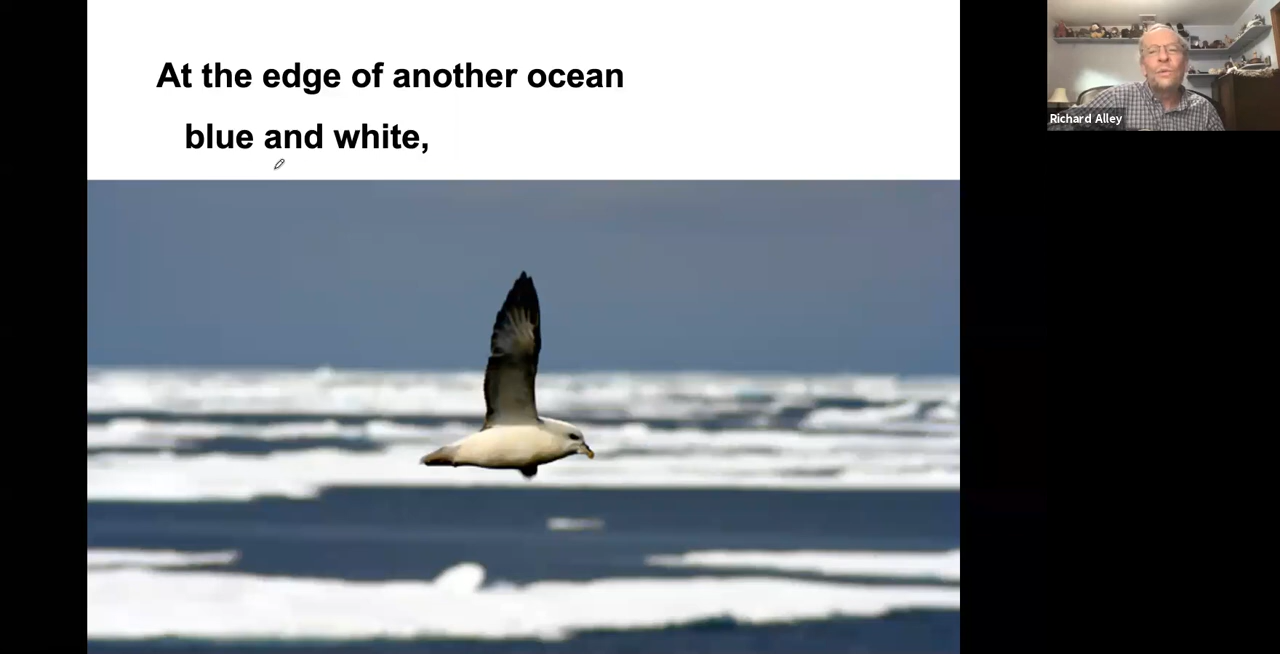 At the edge of another ocean
blue and white,
Richard Alley